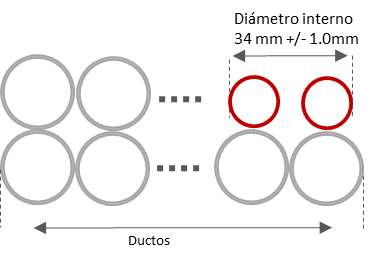 Diámetro interno
34 mm +/- 1.0mm
Ductos